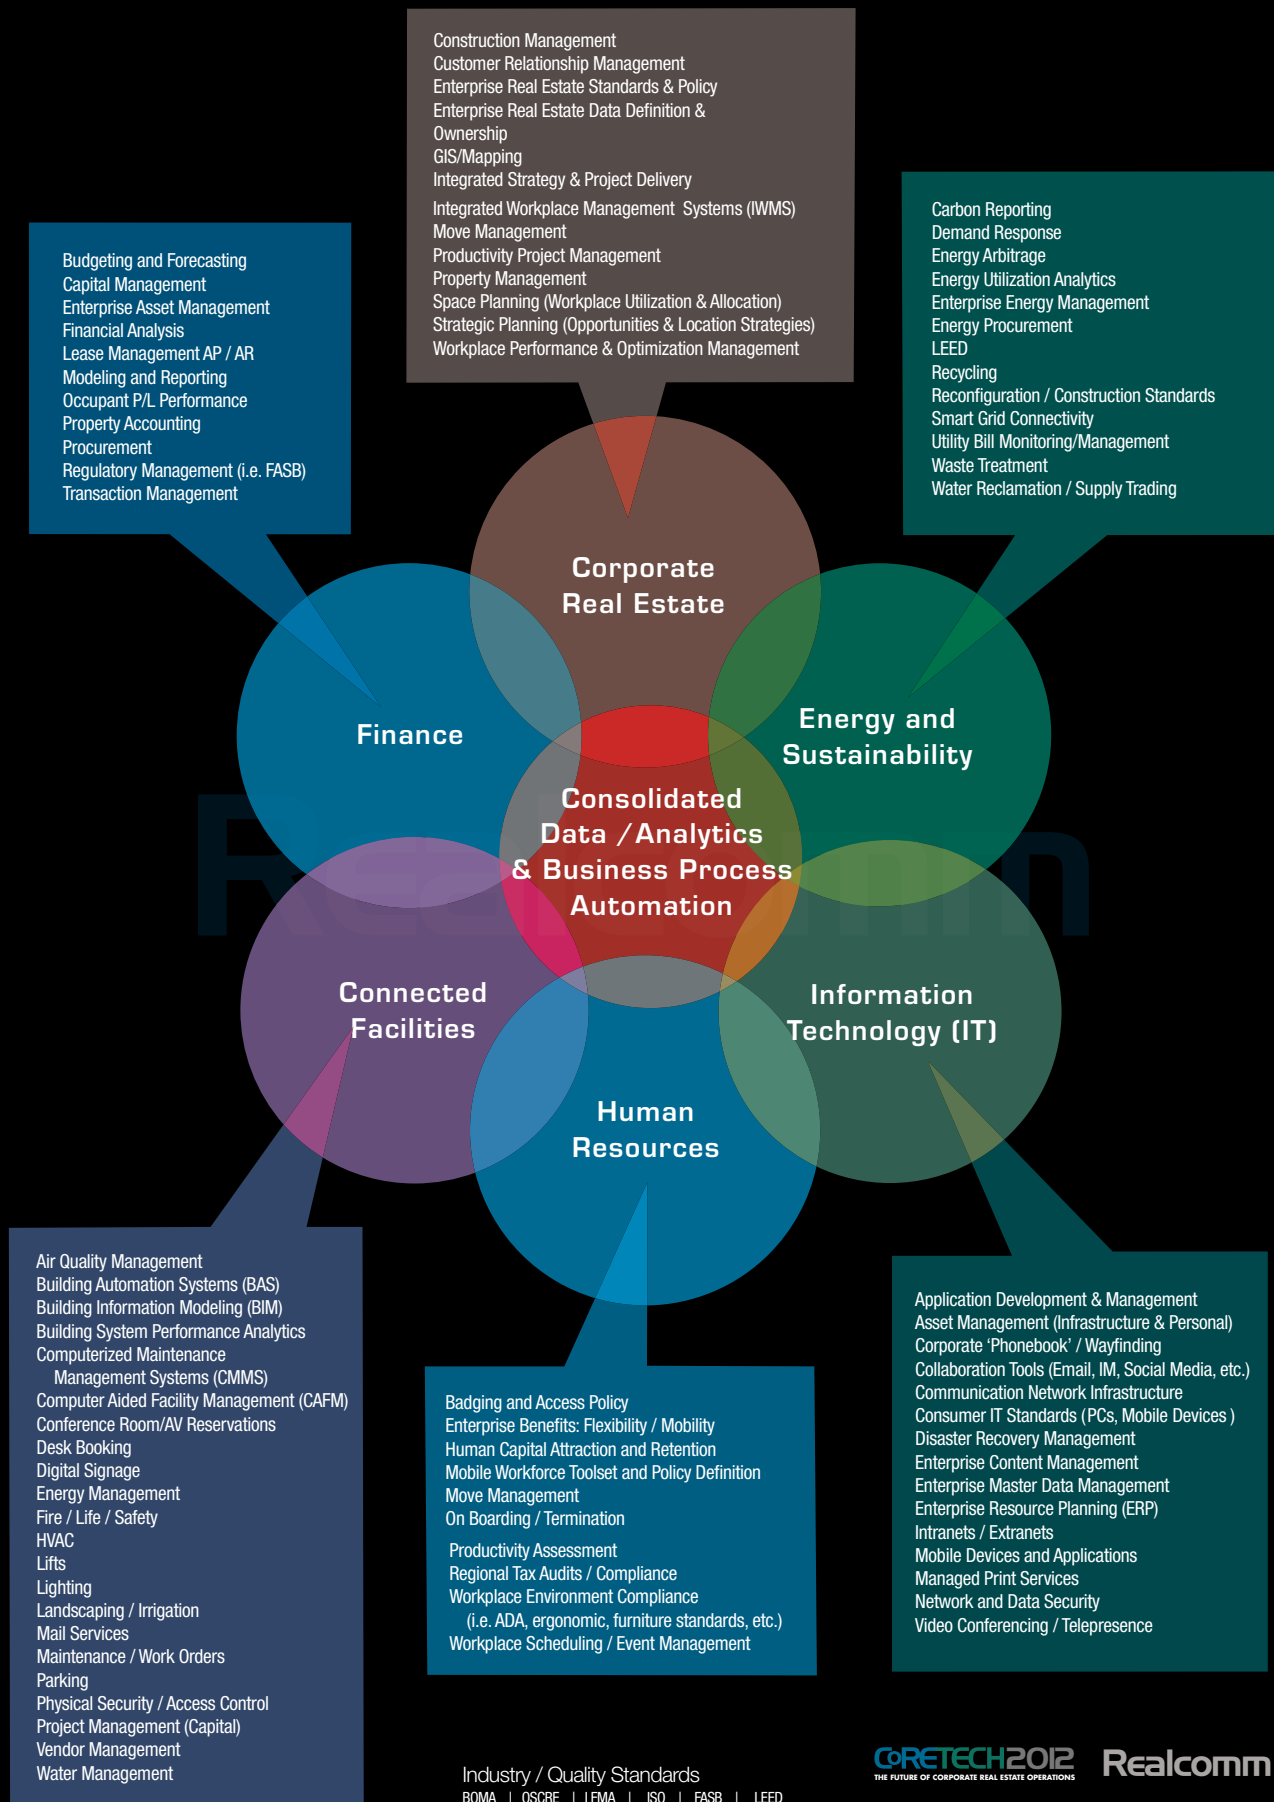 Construction Management
Customer Relationship Management
Enterprise Real Estate Standards & Policy
Enterprise Real Estate Data Definition &
Ownership
GIS/Mapping
Integrated Strategy & Project Delivery
Integrated Workplace Management Systems (IWMS)
Move Management
Productivity Project Management
Property Management
Space Planning (Workplace Utilization & Allocation)
Strategic Planning (Opportunities & Location Strategies)
Workplace Performance & Optimization Management
Budgeting and Forecasting
Capital Management
Enterprise Asset Management
Financial Analysis
Lease Management AP / AR
Modeling and Reporting
Occupant P/L Performance
Property Accounting
Procurement
Regulatory Management (i.e. FASB)
Transaction Management
Carbon Reporting
Demand Response
Energy Arbitrage
Energy Utilization Analytics
Enterprise Energy Management
Energy Procurement
LEED
Recycling
Reconfiguration / Construction Standards
Smart Grid Connectivity
Utility Bill Monitoring/Management
Waste Treatment
Water Reclamation / Supply Trading
Corporate
Real Estate
Finance
Energy and
Sustainability
Consolidated
Data / Analytics
& Business Process
Automation
Realcomm
Connected
Facilities
Information
Technology (IT)
Human
Resources
Air Quality Management
Building Automation Systems (BAS)
Building Information Modeling (BIM)
Building System Performance Analytics
Computerized Maintenance
Management Systems (CMMS)
Computer Aided Facility Management (CAFM)
Conference Room/AV Reservations
Desk Booking
Digital Signage
Energy Management
Fire / Life / Safety
HVAC
Lifts
Lighting
Landscaping / Irrigation
Mail Services
Maintenance / Work Orders
Parking
Physical Security / Access Control
Project Management (Capital)
Vendor Management
Water Management
Badging and Access Policy
Enterprise Benefits: Flexibility / Mobility
Human Capital Attraction and Retention
Mobile Workforce Toolset and Policy Definition
Move Management
On Boarding / Termination
Productivity Assessment
Regional Tax Audits / Compliance
Workplace Environment Compliance
(i.e. ADA, ergonomic, furniture standards, etc.)
Workplace Scheduling / Event Management
Application Development & Management
Asset Management (Infrastructure & Personal)
Corporate ‘Phonebook’ / Wayfinding
Collaboration Tools (Email, IM, Social Media, etc.)
Communication Network Infrastructure
Consumer IT Standards (PCs, Mobile Devices )
Disaster Recovery Management
Enterprise Content Management
Enterprise Master Data Management
Enterprise Resource Planning (ERP)
Intranets / Extranets
Mobile Devices and Applications
Managed Print Services
Network and Data Security
Video Conferencing / Telepresence
Industry / Quality Standards
BOMA | OSCRE | IFMA | ISO | FASB | LEED
CORETECH2012
THE FUTURE OF CORPORATE REAL ESTATE OPERATIONS
Realcomm